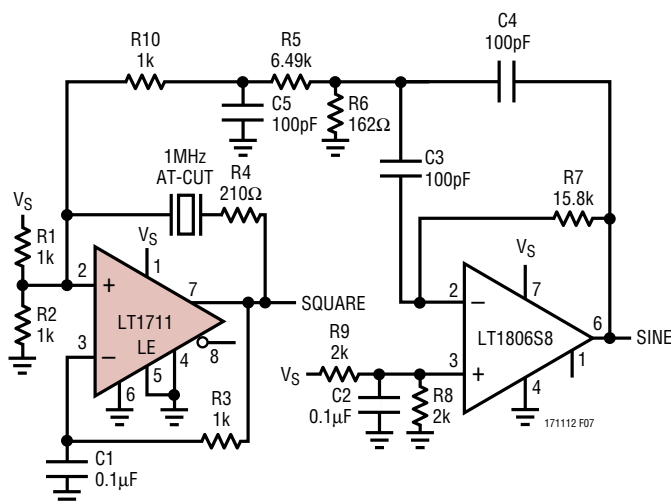 C4
100pF
R10
1k
R5
6.49k
C5
100pF
R6
162Ω
1MHz
AT-CUT
R4
210Ω
C3
100pF
R7
15.8k
VS
R1
1k
R2
1k
VS
1
2
+
3
−
7
LT1711
LE
8
4
5
6
SQUARE
R3
1k
C1
0.1µF
VS
R9
2k
C2
0.1µF
R8
2k
VS
7
2
−
3
+
6
LT1806S8
1
4
SINE
171112 F07